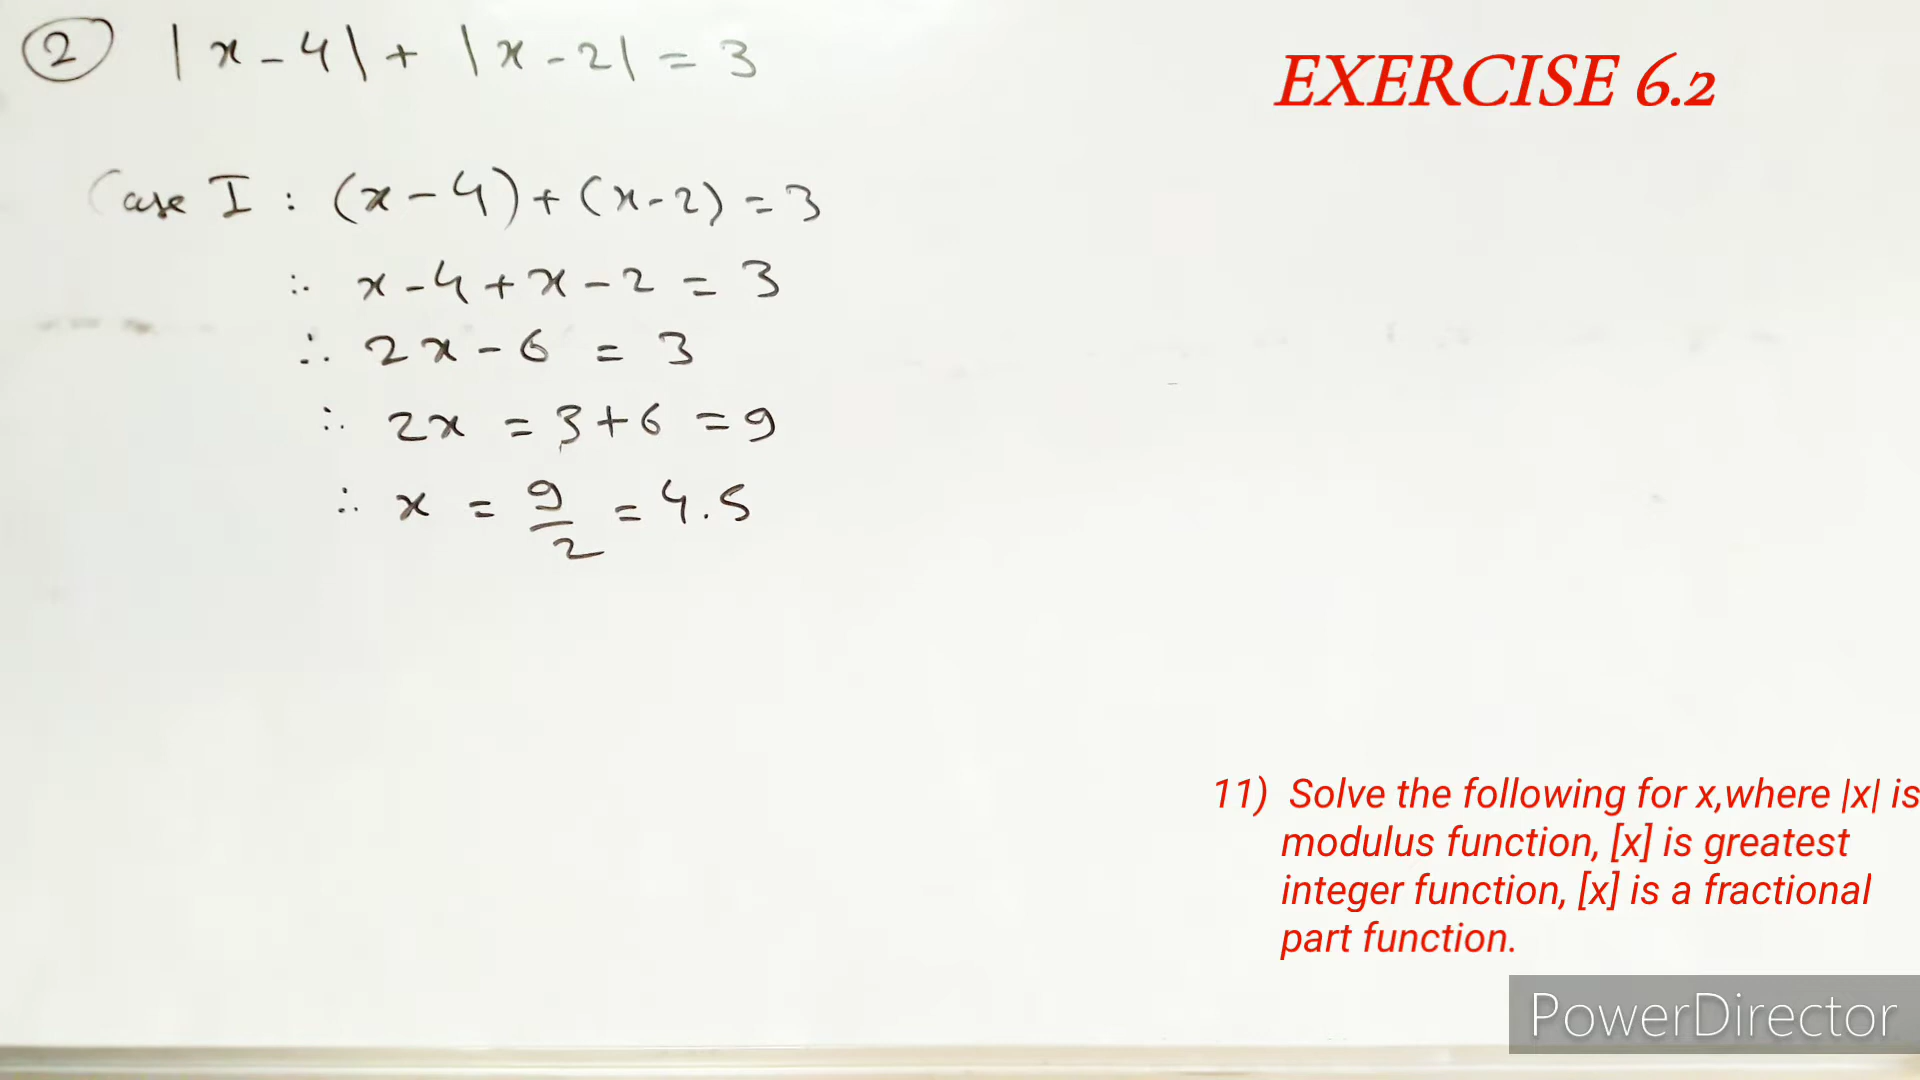 ② |x-4|+ |x-2| = 3
EXERCISE 6.2
Case I : (x-4)+(x-2) = 3
∴ x-4+x-2 = 3
∴ 2x-6 = 3
∴ 2x = 3+6 = 9
∴ x = 9/2 = 4.5
11) Solve the following for x,where |x| is
modulus function, [x] is greatest
integer function, [x] is a fractional
part function.
PowerDirector